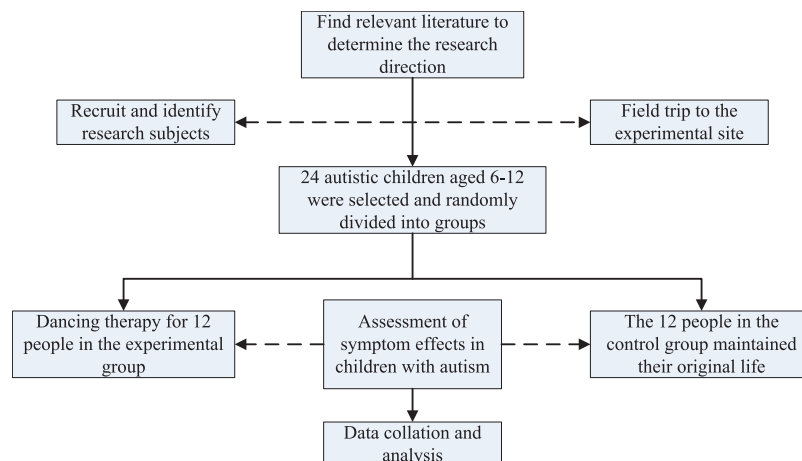 Find relevant literature to
determine the research
direction
Recruit and identify
research subjects
Field trip to the
experimental site
24 autistic children aged 6-12
were selected and randomly
divided into groups
Dancing therapy for 12
people in the experimental
group
Assessment of
symptom effects in
children with autism
The 12 people in the
control group maintained
their original life
Data collation and
analysis